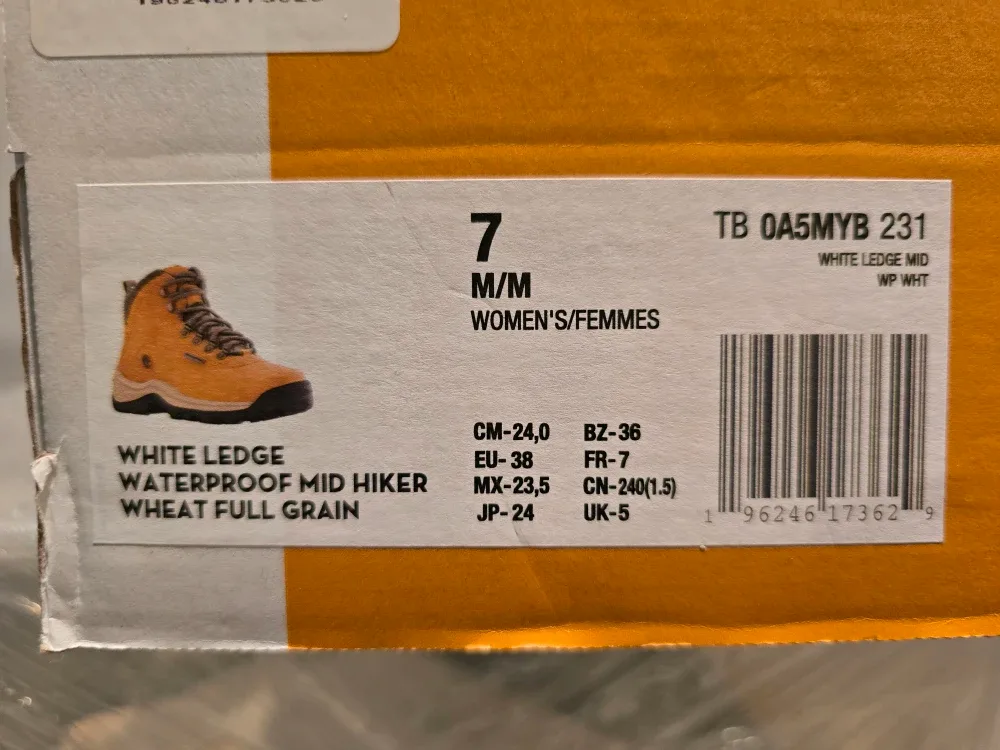 7
M/M
WOMEN'S/FEMMES
TB 0A5MYB 231
WHITE LEDGE MID
WP WHT
WHITE LEDGE
WATERPROOF MID HIKER
WHEAT FULL GRAIN
CM-24,0 BZ-36
EU- 38 FR-7
MX-23,5 CN-240(1.5)
JP- 24 UK-5
1 96246 17362 9